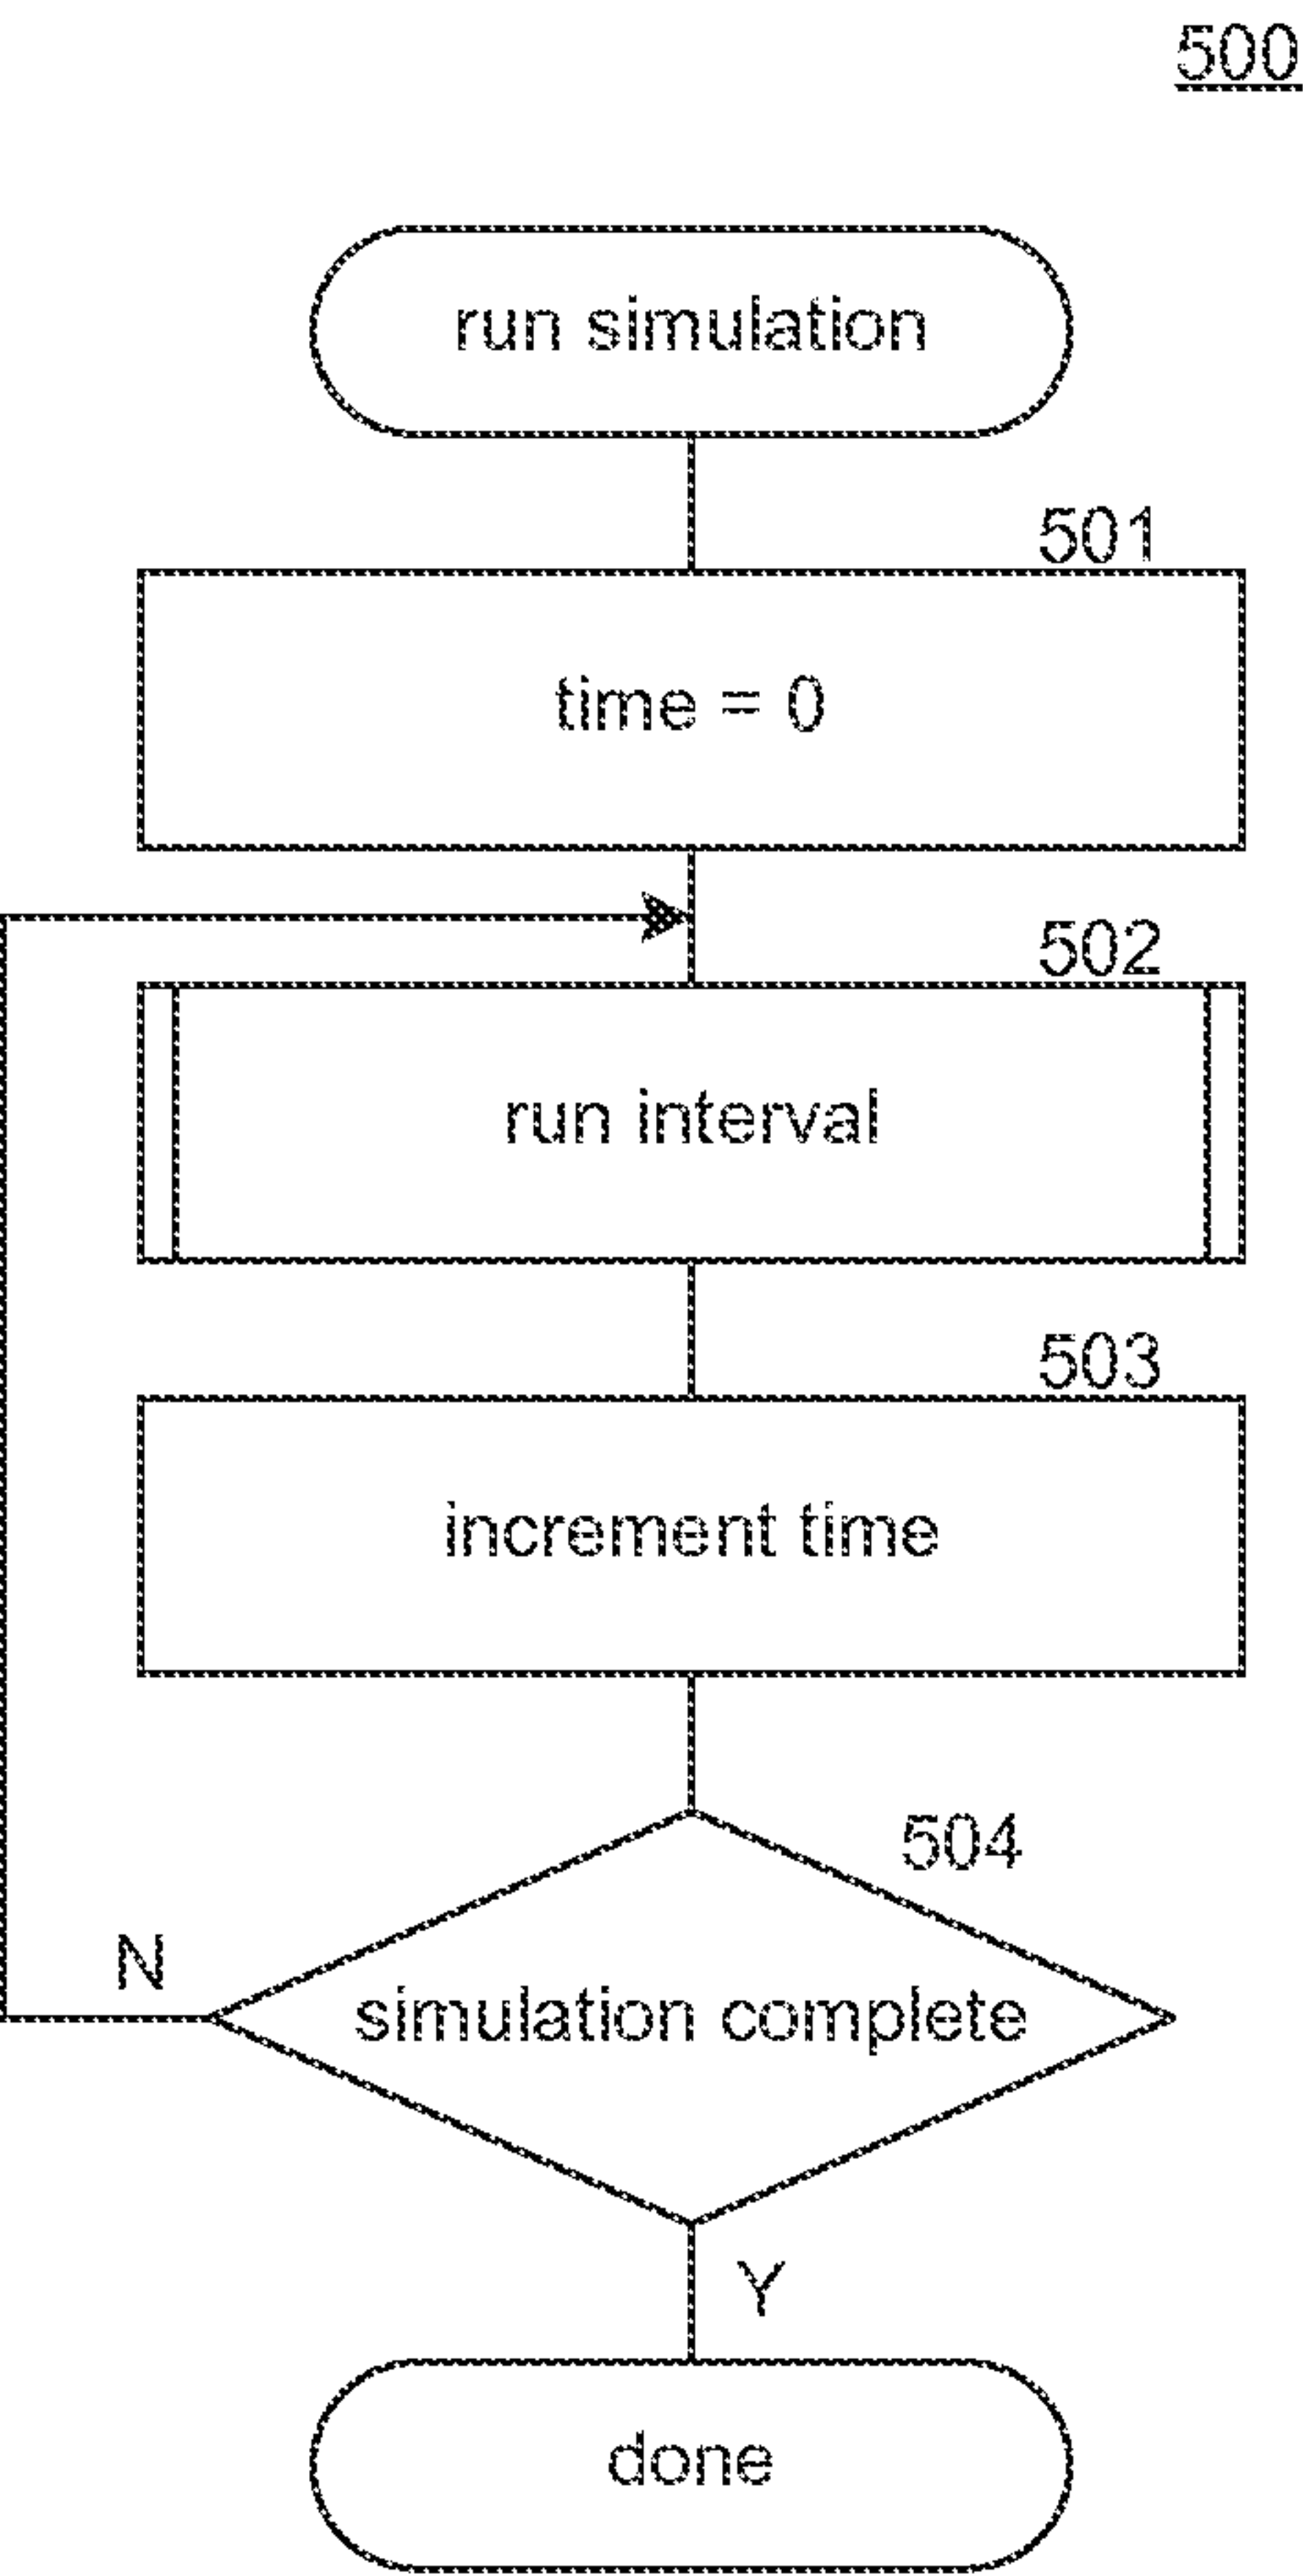 500
run simulation
501
time = 0
502
run interval
503
increment time
504
N
simulation complete
Y
done